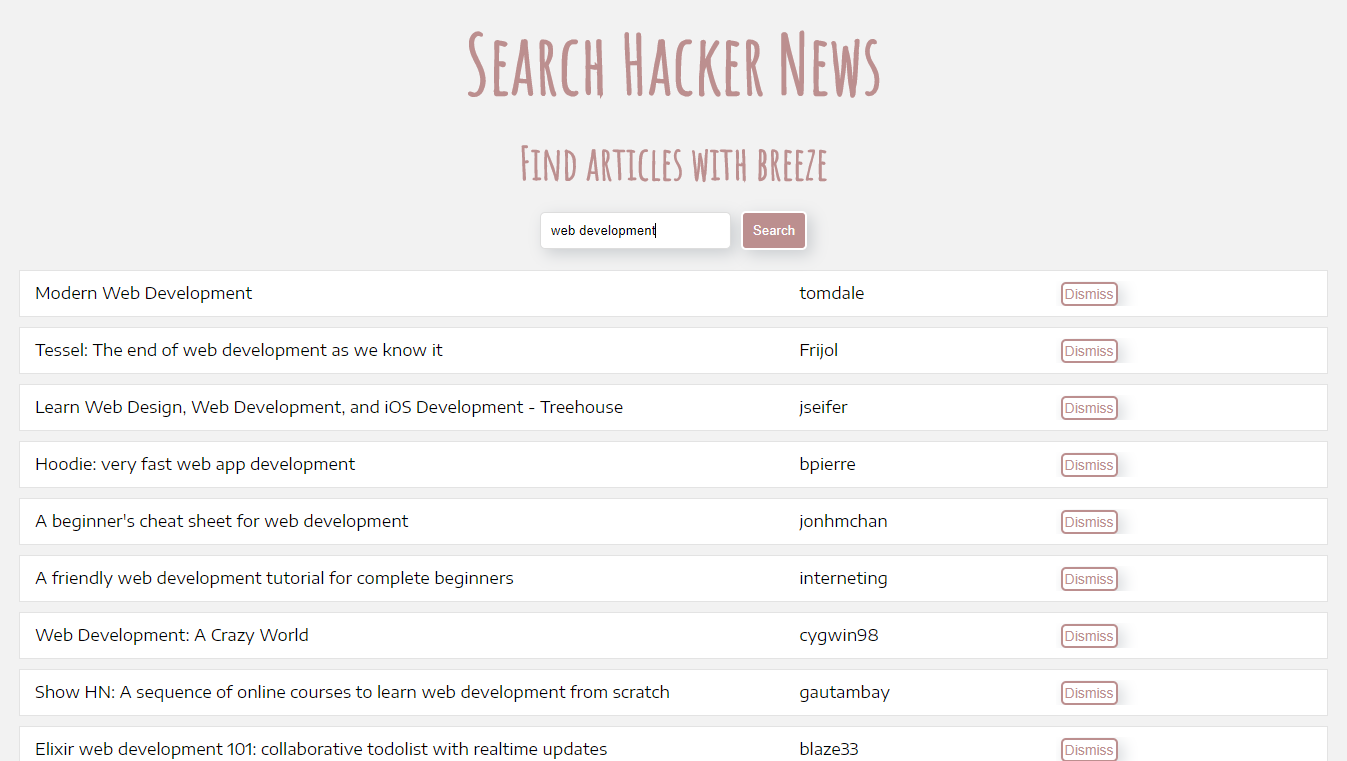 Search Hacker News
Find articles with breeze
web development Search
Modern Web Development tomdale Dismiss
Tessel: The end of web development as we know it Frijol Dismiss
Learn Web Design, Web Development, and iOS Development - Treehouse jseifer Dismiss
Hoodie: very fast web app development bpierre Dismiss
A beginner's cheat sheet for web development jonhmchan Dismiss
A friendly web development tutorial for complete beginners interneting Dismiss
Web Development: A Crazy World cygwin98 Dismiss
Show HN: A sequence of online courses to learn web development from scratch gautambay Dismiss
Elixir web development 101: collaborative todolist with realtime updates blaze33 Dismiss